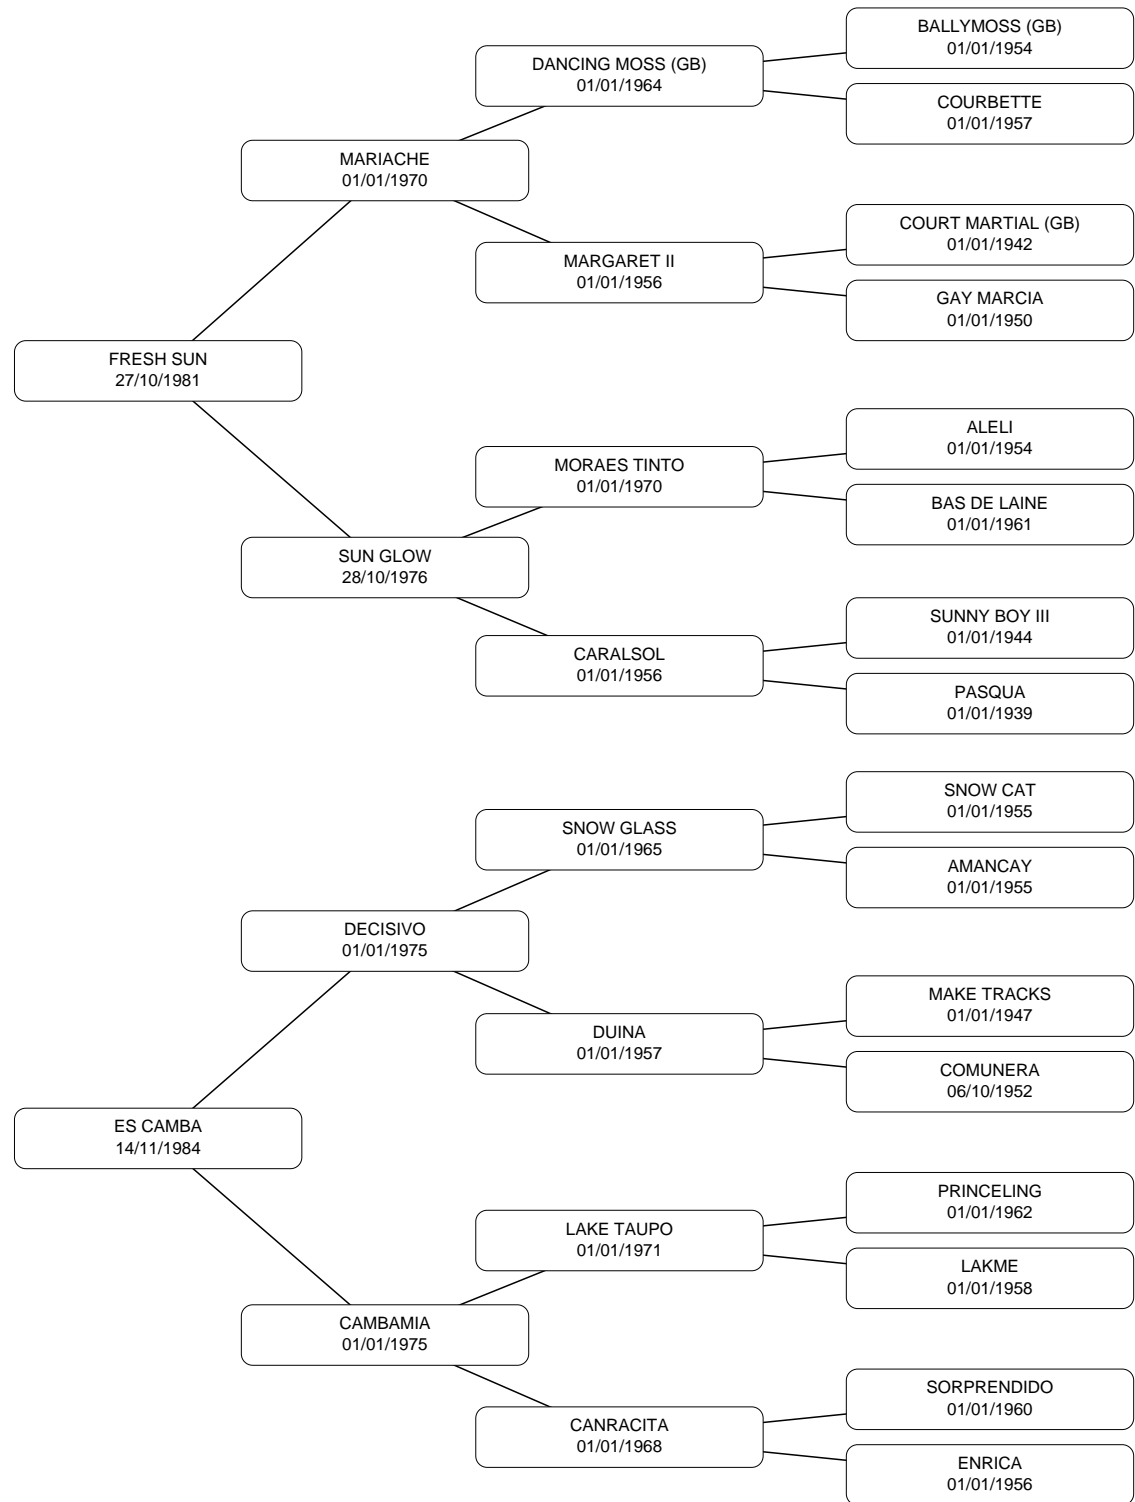 BALLYMOSS (GB)
01/01/1954
DANCING MOSS (GB)
01/01/1964
COURBETTE
01/01/1957
MARIACHE
01/01/1970
COURT MARTIAL (GB)
01/01/1942
MARGARET II
01/01/1956
GAY MARCIA
01/01/1950
FRESH SUN
27/10/1981
ALELI
01/01/1954
MORAES TINTO
01/01/1970
BAS DE LAINE
01/01/1961
SUN GLOW
28/10/1976
SUNNY BOY III
01/01/1944
CARALSOL
01/01/1956
PASQUA
01/01/1939
SNOW CAT
01/01/1955
SNOW GLASS
01/01/1965
AMANCAY
01/01/1955
DECISIVO
01/01/1975
MAKE TRACKS
01/01/1947
DUINA
01/01/1957
COMUNERA
06/10/1952
ES CAMBA
14/11/1984
PRINCELING
01/01/1962
LAKE TAUPO
01/01/1971
LAKME
01/01/1958
CAMBAMIA
01/01/1975
SORPRENDIDO
01/01/1960
CANRACITA
01/01/1968
ENRICA
01/01/1956